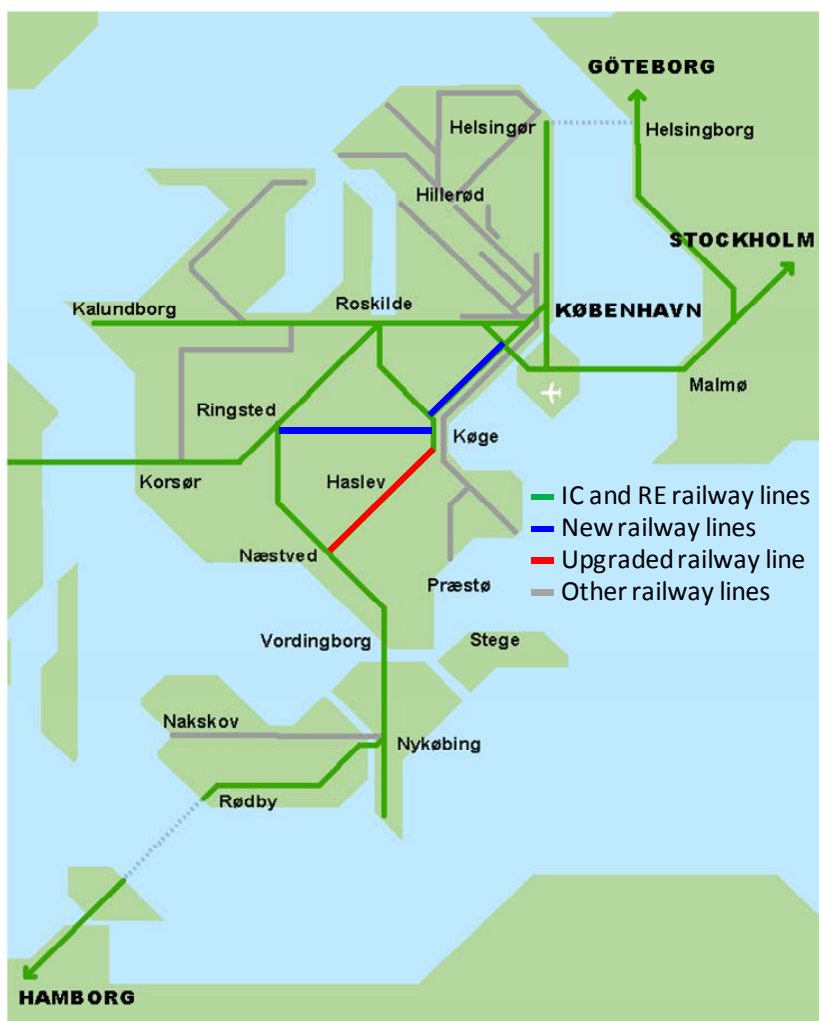 GÖTEBORG
Helsingør
Helsingborg
Hillerød
STOCKHOLM
Kalundborg
Roskilde
KØBENHAVN
Malmø
Ringsted
Køge
Korsør
Haslev
IC and RE railway lines
New railway lines
Næstved
Upgraded railway line
Præstø
Other railway lines
Vordingborg
Stege
Nakskov
Nykøbing
Rødby
HAMBORG